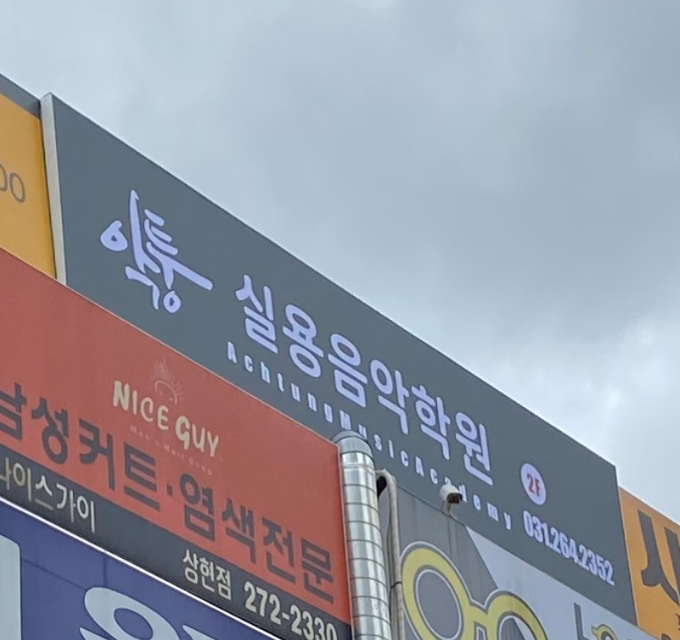 악퉁
실용음악학원
AchtungMusicAcademy
2F
031.264.2352
NICE GUY
Men's Hair Shop
남성커트·염색전문
나이스가이
상현점 272-2330